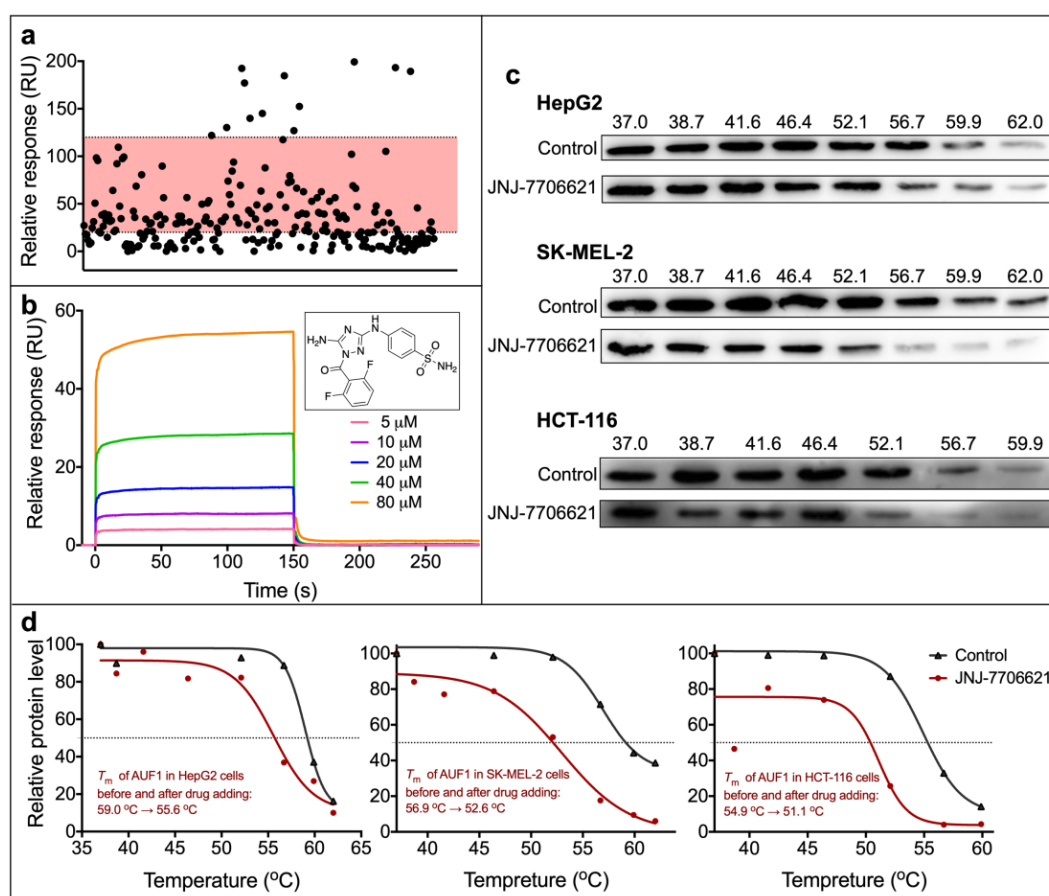 a
Relative response (RU)
200
150
100
50
0
b
Relative response (RU)
60
40
20
0
0
50
100
150
200
250
Time (s)
H₂N
N
N
N
N
H
N
O
F
F
O
S
O
NH₂
5 μM
10 μM
20 μM
40 μM
80 μM
c
HepG2
37.0 38.7 41.6 46.4 52.1 56.7 59.9 62.0
Control
JNJ-7706621
SK-MEL-2
37.0 38.7 41.6 46.4 52.1 56.7 59.9 62.0
Control
JNJ-7706621
HCT-116
37.0 38.7 41.6 46.4 52.1 56.7 59.9
Control
JNJ-7706621
d
Relative protein level
100
80
60
40
20
0
35 40 45 50 55 60 65
Temperature (ºC)
Tm of AUF1 in HepG2 cells
before and after drug adding:
59.0 ºC → 55.6 ºC
100
80
60
40
20
0
40 45 50 55 60
Tempreture (ºC)
Tm of AUF1 in SK-MEL-2 cells
before and after drug adding:
56.9 ºC → 52.6 ºC
100
80
60
40
20
0
40 45 50 55 60
Tempreture (ºC)
Tm of AUF1 in HCT-116 cells
before and after drug adding:
54.9 ºC → 51.1 ºC
Control
JNJ-7706621